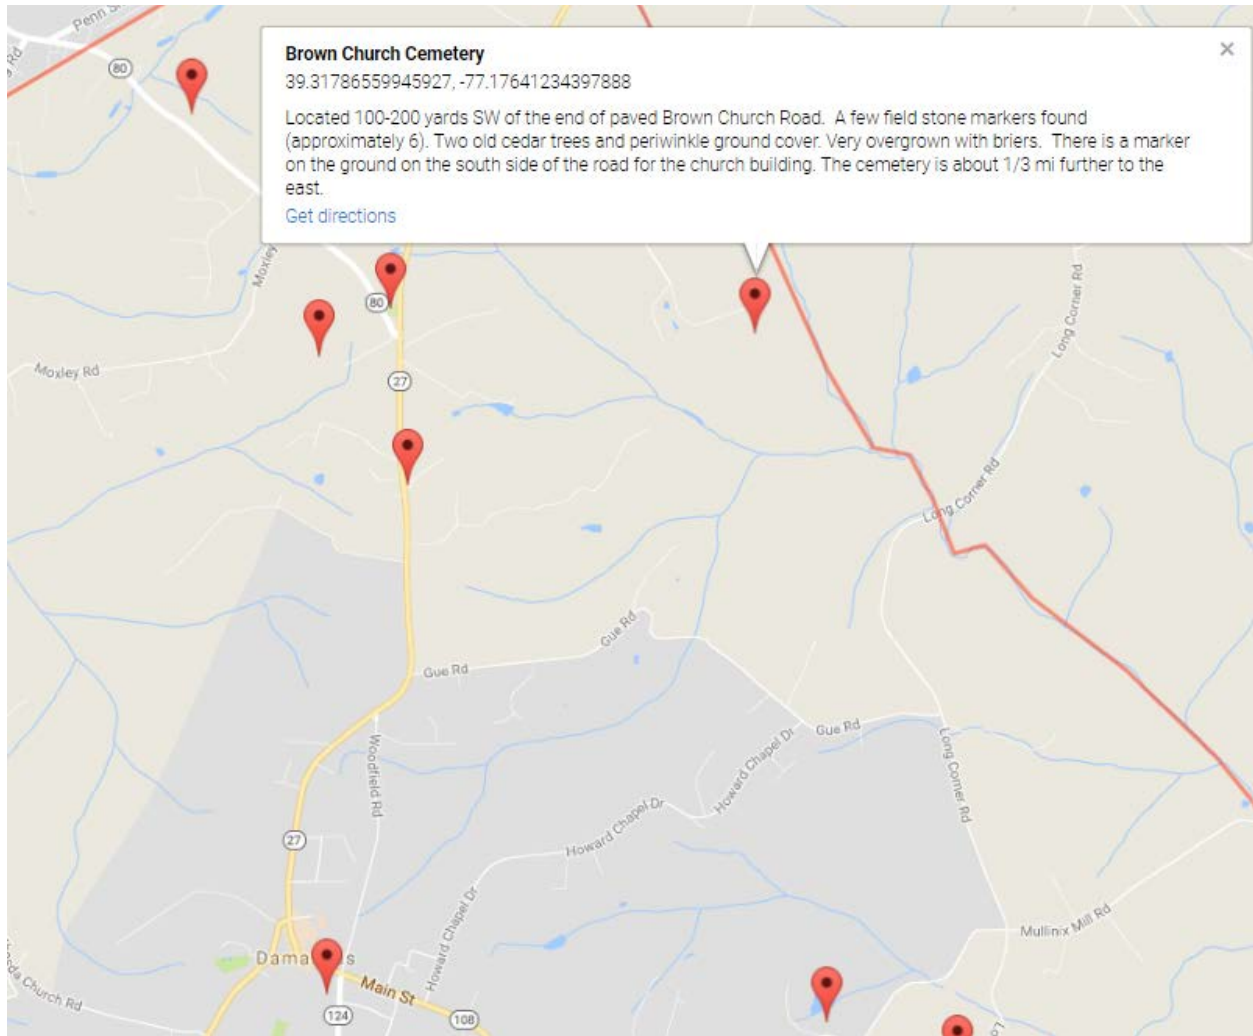 Penn S
Rd
80
Brown Church Cemetery
39.31786559945927, -77.17641234397888
Located 100-200 yards SW of the end of paved Brown Church Road. A few field stone markers found
(approximately 6). Two old cedar trees and periwinkle ground cover. Very overgrown with briers. There is a marker
on the ground on the south side of the road for the church building. The cemetery is about 1/3 mi further to the
east.
Get directions
Moxley
80
Long Corner Rd
Moxley Rd
27
Long Corner Rd
Gue Rd
Gue Rd
Gue Rd
Woodfield Rd
Howard Chapel Dr
Long Corner Rd
Howard Chapel Dr
27
Howard Chapel Dr
Mullinix Mill Rd
Dama s
Church Rd
Main St
124
108
Lo